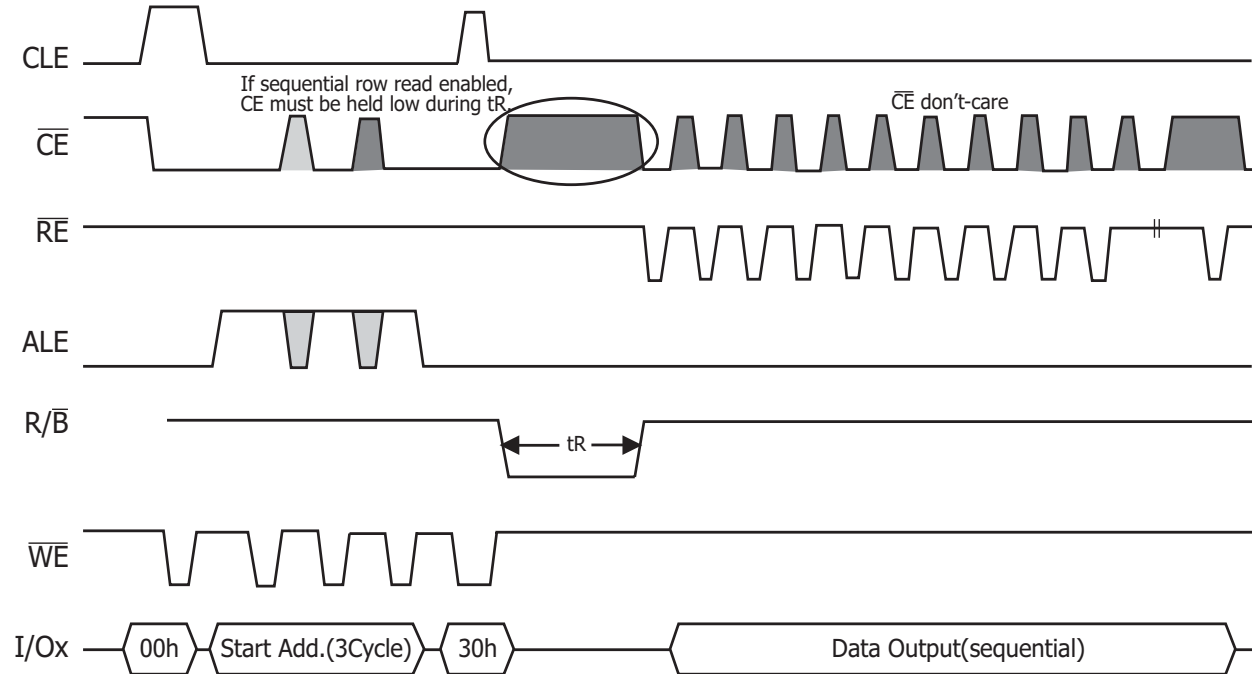 CLE
If sequential row read enabled,
CE must be held low during tR.
C̅E̅ don't-care
C̅E̅
R̅E̅
ALE
R/B̅
tR
W̅E̅
I/Ox
00h
Start Add.(3Cycle)
30h
Data Output(sequential)